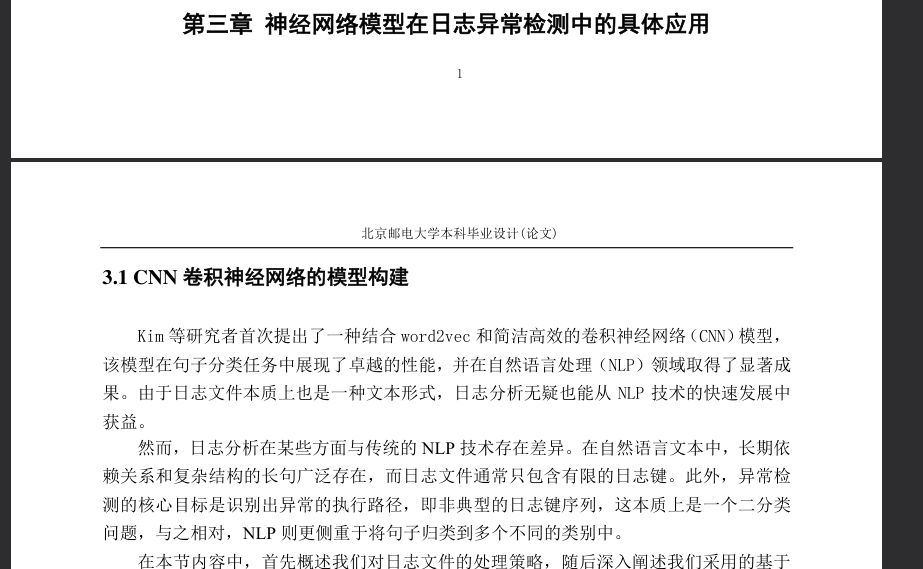 第三章 神经网络模型在日志异常检测中的具体应用
1
北京邮电大学本科毕业设计(论文)
3.1 CNN 卷积神经网络的模型构建
Kim 等研究者首次提出了一种结合 word2vec 和简洁高效的卷积神经网络（CNN）模型，
该模型在句子分类任务中展现了卓越的性能，并在自然语言处理（NLP）领域取得了显著成
果。由于日志文件本质上也是一种文本形式，日志分析无疑也能从 NLP 技术的快速发展中
获益。
然而，日志分析在某些方面与传统的 NLP 技术存在差异。在自然语言文本中，长期依
赖关系和复杂结构的长句广泛存在，而日志文件通常只包含有限的日志键。此外，异常检
测的核心目标是识别出异常的执行路径，即非典型的日志键序列，这本质上是一个二分类
问题，与之相对，NLP 则更侧重于将句子归类到多个不同的类别中。
在本节内容中，首先概述我们对日志文件的处理策略，随后深入阐述我们采用的基于